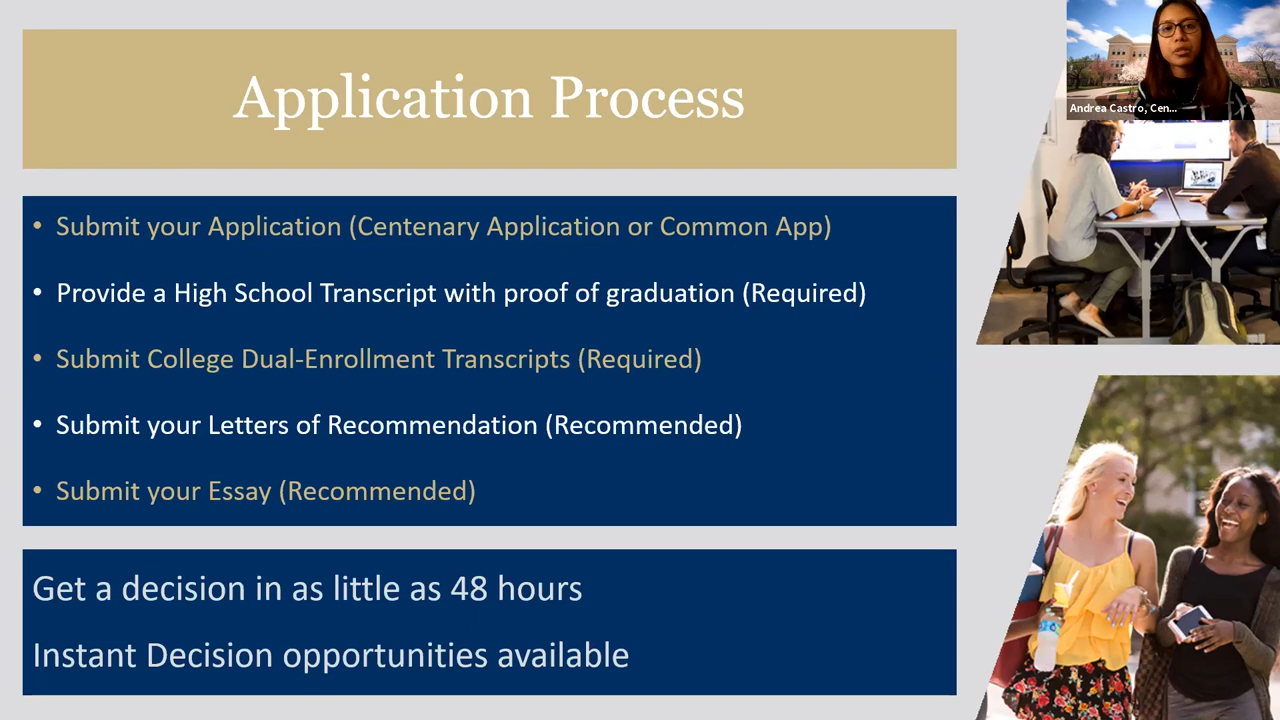 Application Process
• Submit your Application (Centenary Application or Common App)
• Provide a High School Transcript with proof of graduation (Required)
• Submit College Dual-Enrollment Transcripts (Required)
• Submit your Letters of Recommendation (Recommended)
• Submit your Essay (Recommended)
Get a decision in as little as 48 hours
Instant Decision opportunities available
Andrea Castro, Cen...